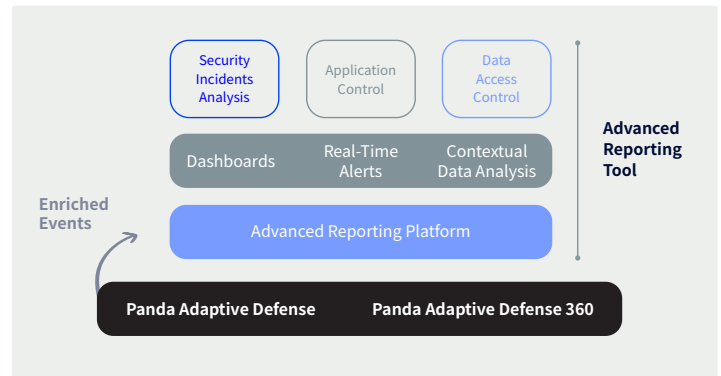 Security
Incidents
Analysis
Application
Control
Data
Access
Control
Advanced
Reporting
Tool
Dashboards
Real-Time
Alerts
Contextual
Data Analysis
Enriched
Events
Advanced Reporting Platform
Panda Adaptive Defense
Panda Adaptive Defense 360